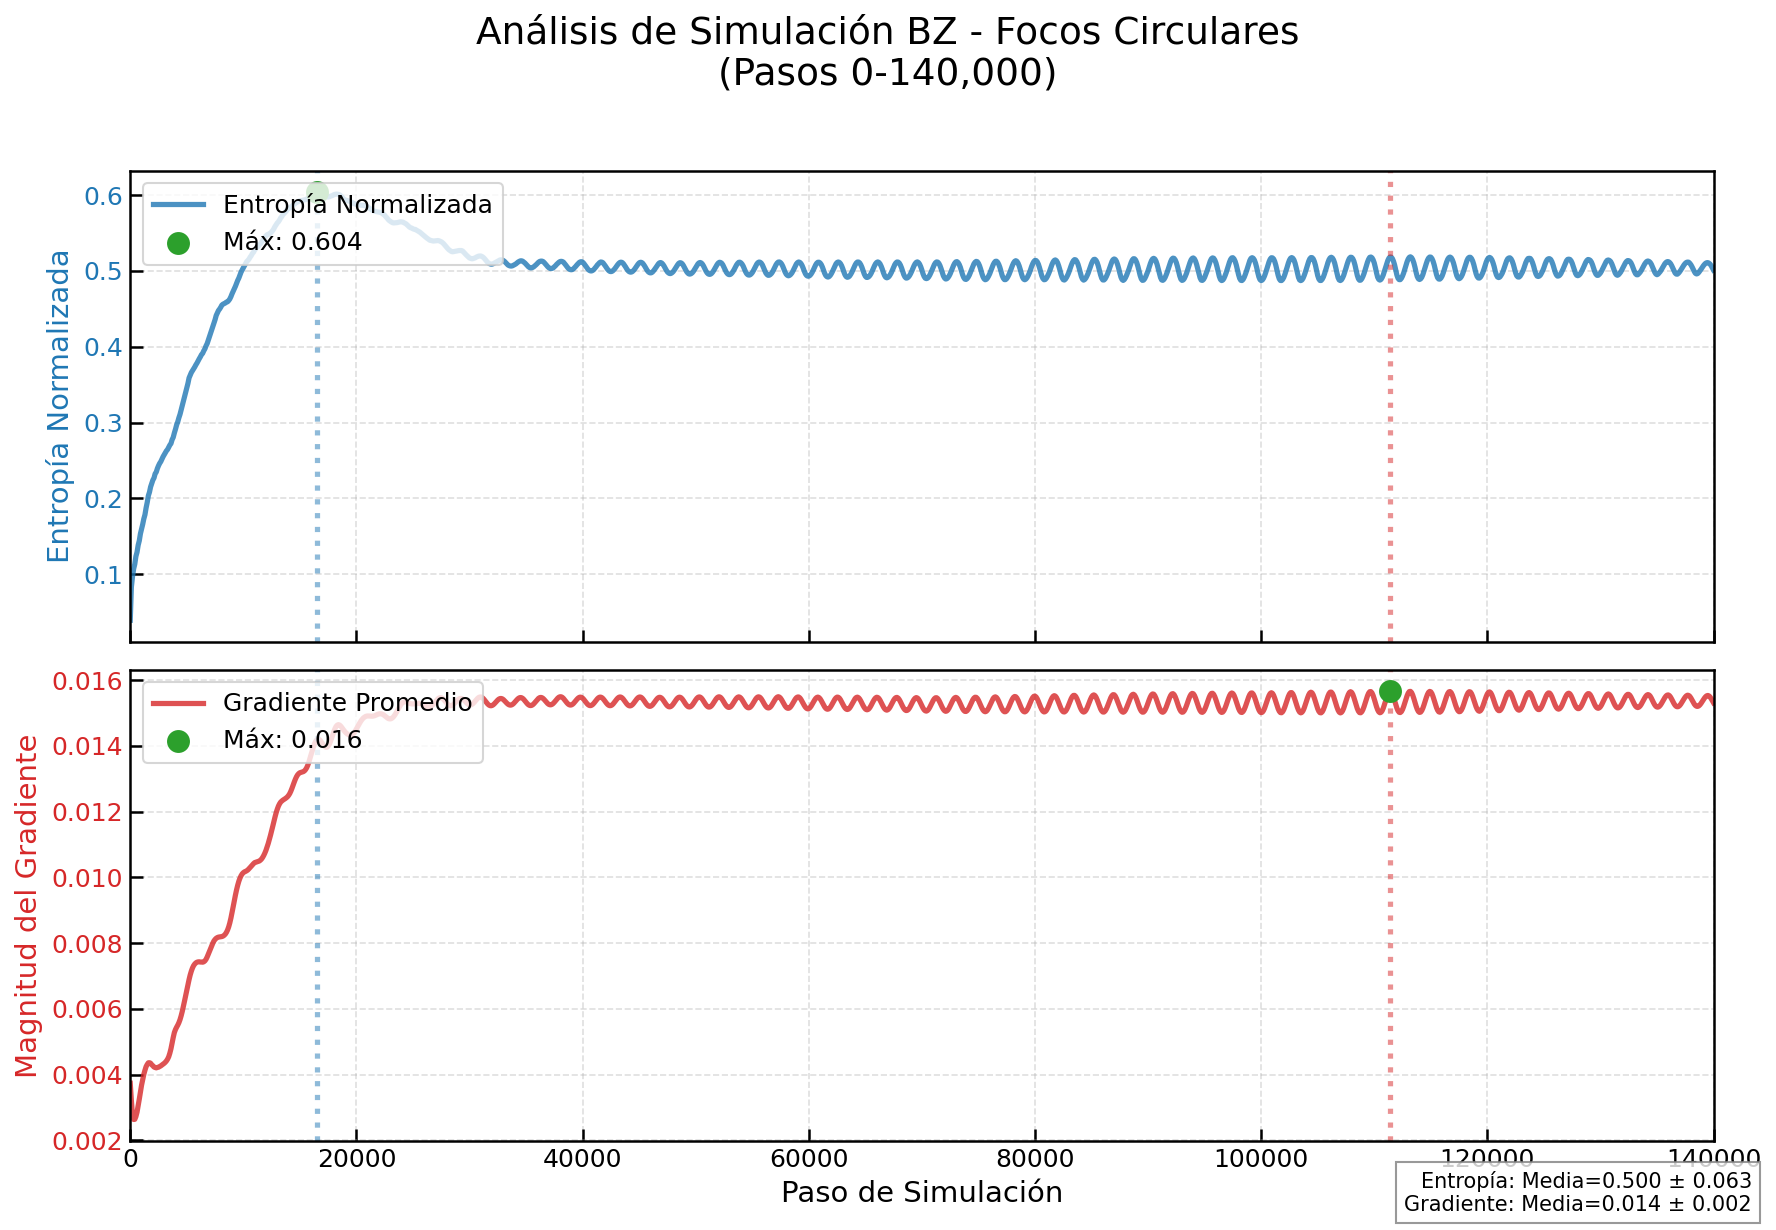 Análisis de Simulación BZ - Focos Circulares
(Pasos 0-140,000)
Entropía Normalizada
0.6
0.5
0.4
0.3
0.2
0.1
Entropía Normalizada
Máx: 0.604
Magnitud del Gradiente
0.016
0.014
0.012
0.010
0.008
0.006
0.004
0.002
Gradiente Promedio
Máx: 0.016
0 20000 40000 60000 80000 100000 120000 140000
Paso de Simulación
Entropía: Media=0.500 ± 0.063
Gradiente: Media=0.014 ± 0.002